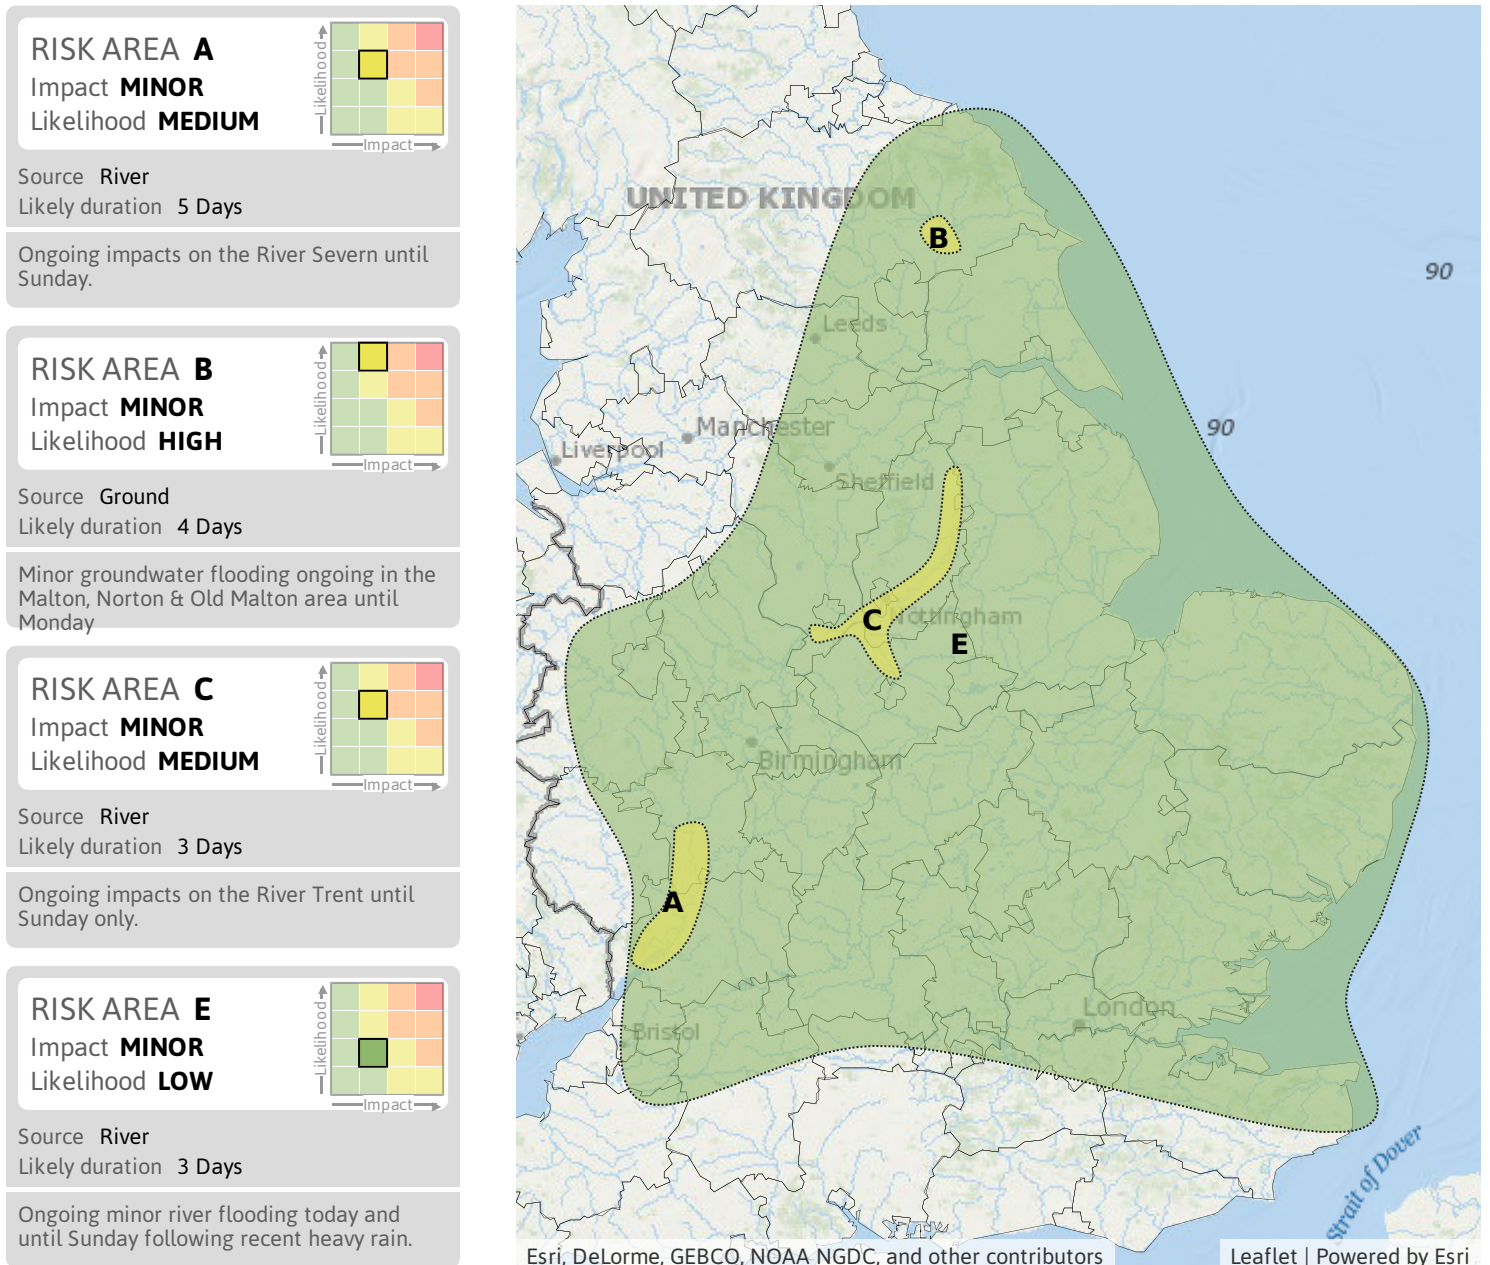 RISK AREA A
Impact MINOR
Likelihood MEDIUM
Likelihood
Impact
Source River
Likely duration 5 Days
Ongoing impacts on the River Severn until
Sunday.
RISK AREA B
Impact MINOR
Likelihood HIGH
Likelihood
Impact
Source Ground
Likely duration 4 Days
Minor groundwater flooding ongoing in the
Malton, Norton & Old Malton area until
Monday
RISK AREA C
Impact MINOR
Likelihood MEDIUM
Likelihood
Impact
Source River
Likely duration 3 Days
Ongoing impacts on the River Trent until
Sunday only.
RISK AREA E
Impact MINOR
Likelihood LOW
Likelihood
Impact
Source River
Likely duration 3 Days
Ongoing minor river flooding today and
until Sunday following recent heavy rain.
UNITED KINGDOM
B
90
Leeds
90
Manchester
Liverpool
Sheffield
C
Nottingham
E
Birmingham
A
London
Bristol
Strait of Dover
Esri, DeLorme, GEBCO, NOAA NGDC, and other contributors
Leaflet | Powered by Esri